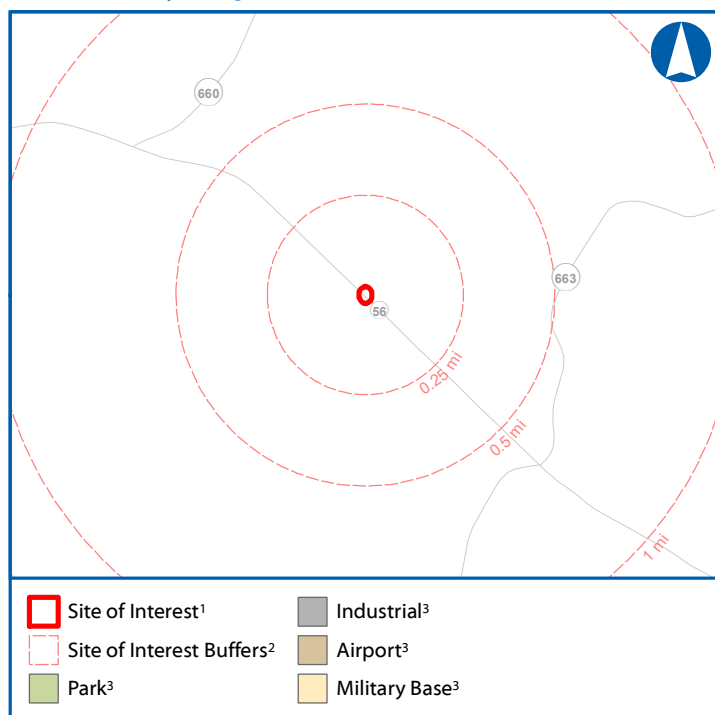 660
663
56
0.25 mi
0.5 mi
1 mi
Site of Interest¹
Site of Interest Buffers²
Park³
Industrial³
Airport³
Military Base³